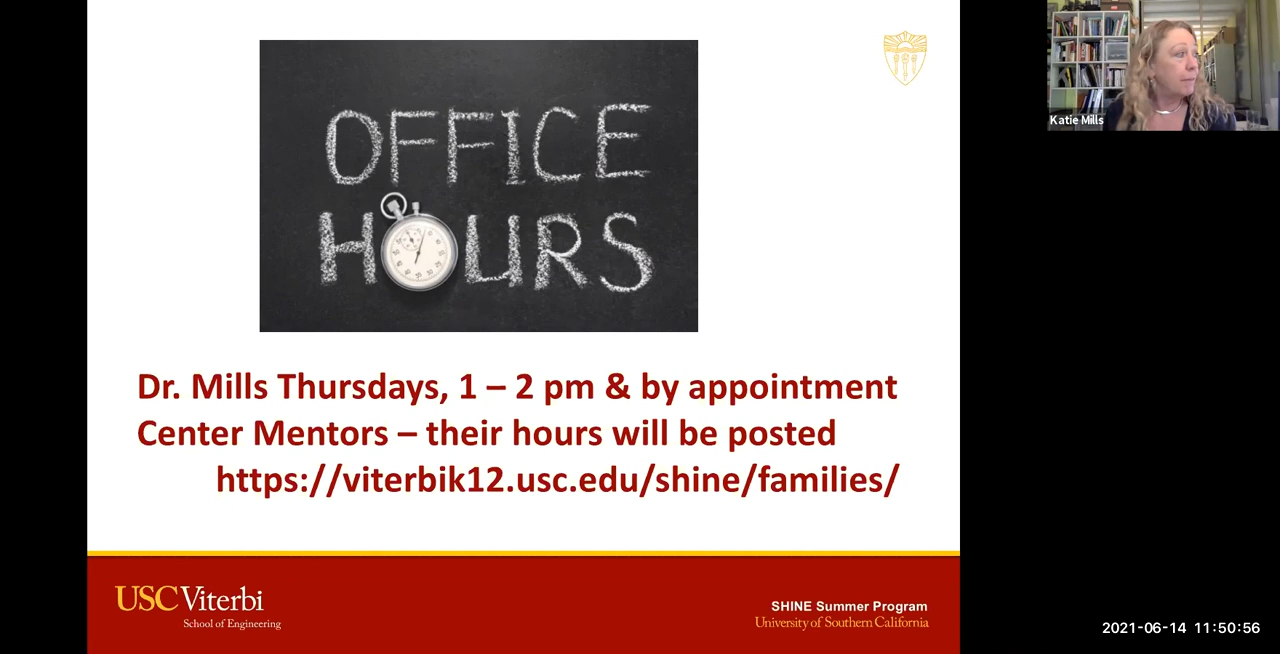 OFFICE
HOURS
Katie Mills
Dr. Mills Thursdays, 1 – 2 pm & by appointment
Center Mentors – their hours will be posted
https://viterbik12.usc.edu/shine/families/
USC Viterbi
School of Engineering
SHINE Summer Program
University of Southern California
2021-06-14 11:50:56